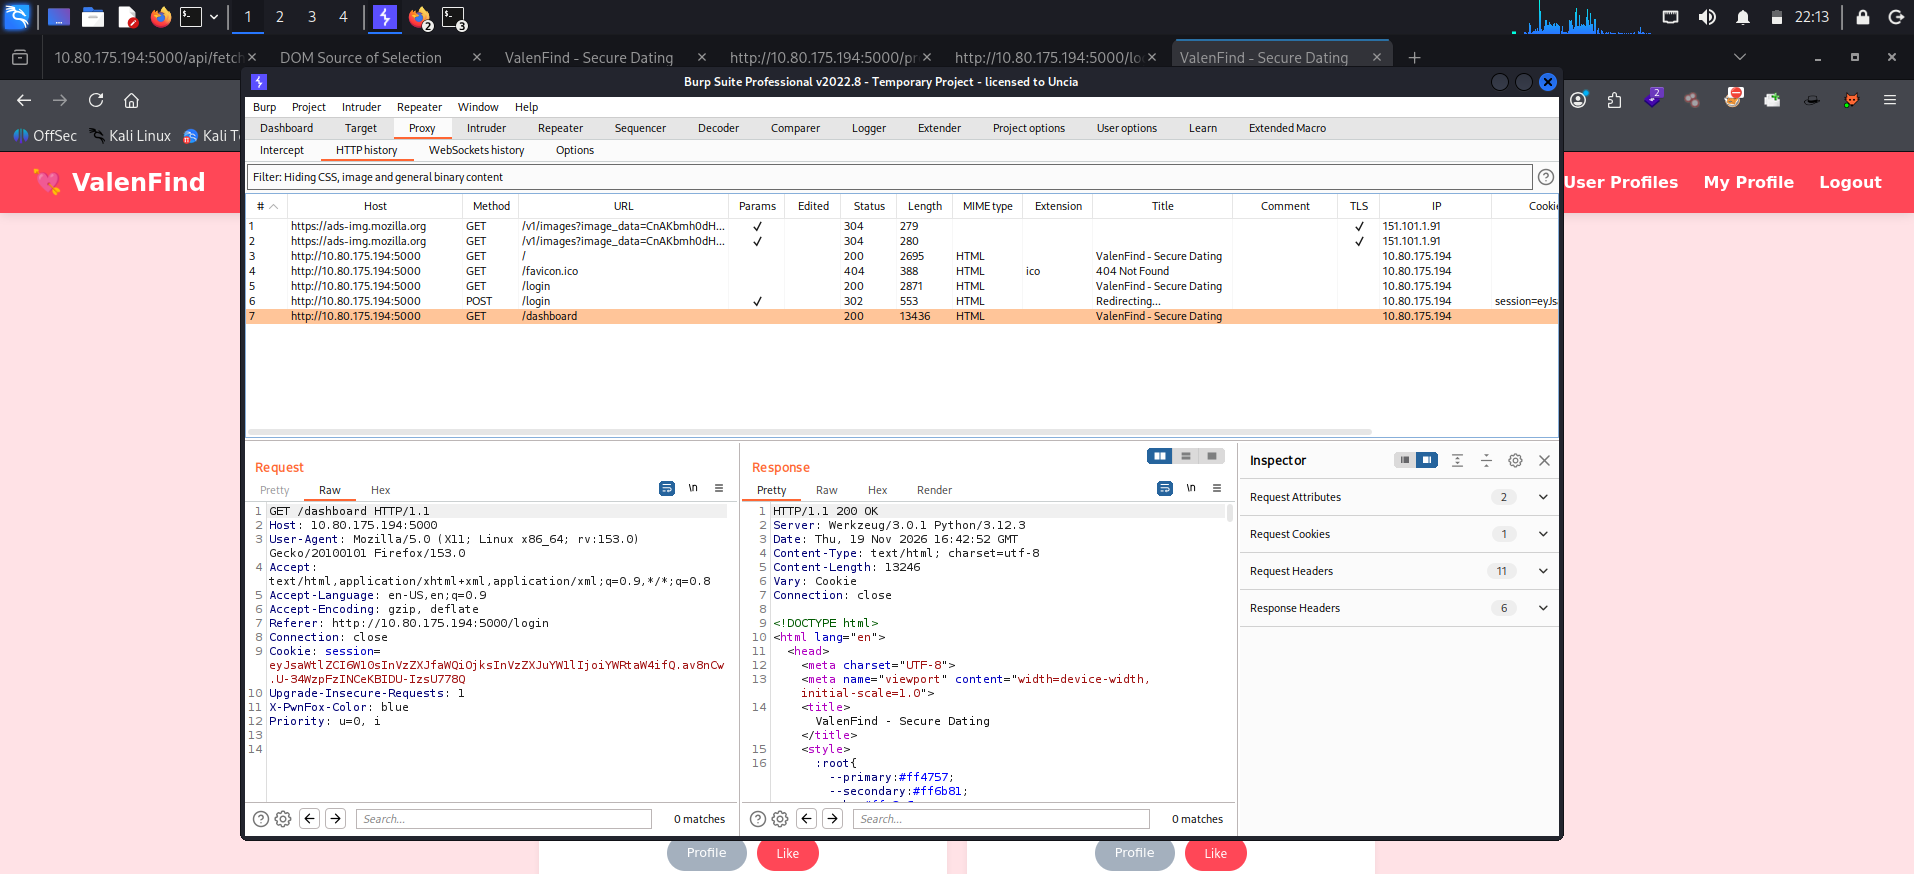 1 2 3 4 2 3 22:13
10.80.175.194:5000/api/fetch DOM Source of Selection ValenFind - Secure Dating http://10.80.175.194:5000/pr http://10.80.175.194:5000/lo ValenFind - Secure Dating
Burp Suite Professional v2022.8 - Temporary Project - licensed to Uncia
2
OffSec Kali Linux Kali T
Burp Project Intruder Repeater Window Help
Dashboard Target Proxy Intruder Repeater Sequencer Decoder Comparer Logger Extender Project options User options Learn Extended Macro
Intercept HTTP history WebSockets history Options
ValenFind User Profiles My Profile Logout
Filter: Hiding CSS, image and general binary content
# Host Method URL Params Edited Status Length MIME type Extension Title Comment TLS IP Cookie
1 https://ads-img.mozilla.org GET /v1/images?image_data=CnAKbmh0dH... ✓ 304 279 ✓ 151.101.1.91
2 https://ads-img.mozilla.org GET /v1/images?image_data=CnAKbmh0dH... ✓ 304 280 ✓ 151.101.1.91
3 http://10.80.175.194:5000 GET / 200 2695 HTML ValenFind - Secure Dating 10.80.175.194
4 http://10.80.175.194:5000 GET /favicon.ico 404 388 HTML ico 404 Not Found 10.80.175.194
5 http://10.80.175.194:5000 GET /login 200 2871 HTML ValenFind - Secure Dating 10.80.175.194
6 http://10.80.175.194:5000 POST /login ✓ 302 553 HTML Redirecting... 10.80.175.194 session=eyJsa
7 http://10.80.175.194:5000 GET /dashboard 200 13436 HTML ValenFind - Secure Dating 10.80.175.194
Request
Pretty Raw Hex \n
1 GET /dashboard HTTP/1.1
2 Host: 10.80.175.194:5000
3 User-Agent: Mozilla/5.0 (X11; Linux x86_64; rv:153.0)
Gecko/20100101 Firefox/153.0
4 Accept:
text/html,application/xhtml+xml,application/xml;q=0.9,*/*;q=0.8
5 Accept-Language: en-US,en;q=0.9
6 Accept-Encoding: gzip, deflate
7 Referer: http://10.80.175.194:5000/login
8 Connection: close
9 Cookie: session=
eyJsaWtlZCI6W10sInVzZXJfaWQiOjksInVzZXJuYW1lIjoiYWRtaW4ifQ.av8nCw
.U-34WzpFzINCeKBIDU-IzsU778Q
10 Upgrade-Insecure-Requests: 1
11 X-PwnFox-Color: blue
12 Priority: u=0, i
13
14
Search... 0 matches
Response
Pretty Raw Hex Render \n
1 HTTP/1.1 200 OK
2 Server: Werkzeug/3.0.1 Python/3.12.3
3 Date: Thu, 19 Nov 2026 16:42:52 GMT
4 Content-Type: text/html; charset=utf-8
5 Content-Length: 13246
6 Vary: Cookie
7 Connection: close
8
9 <!DOCTYPE html>
10 <html lang="en">
11 <head>
12 <meta charset="UTF-8">
13 <meta name="viewport" content="width=device-width,
initial-scale=1.0">
14 <title>
ValenFind - Secure Dating
</title>
15 <style>
16 :root{
--primary:#ff4757;
--secondary:#ff6b81;
Search... 0 matches
Inspector
Request Attributes 2
Request Cookies 1
Request Headers 11
Response Headers 6
Profile Like Profile Like